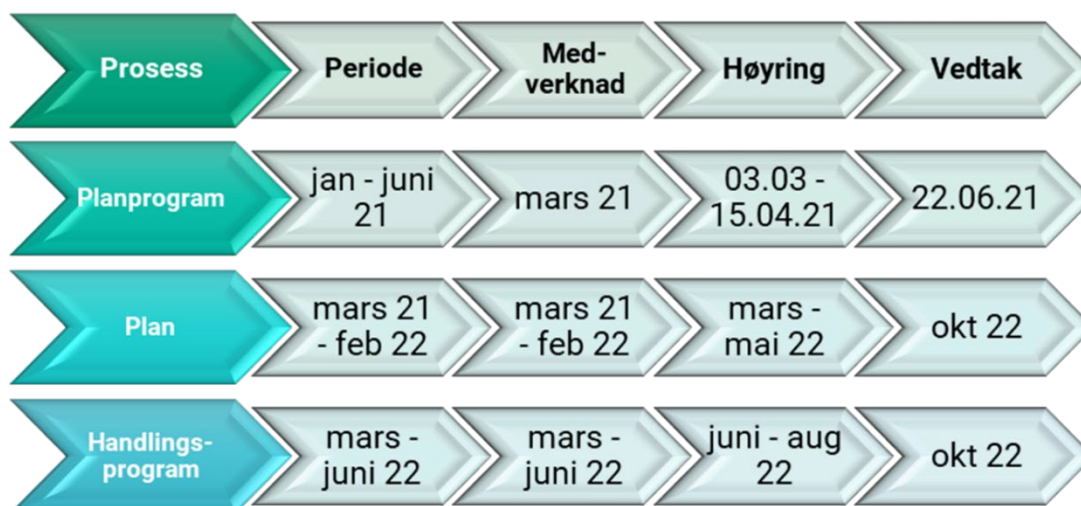 Prosess
Periode
Med-
verknad
Høyring
Vedtak
Planprogram
jan - juni
21
mars 21
03.03 -
15.04.21
22.06.21
Plan
mars 21
- feb 22
mars 21
- feb 22
mars -
mai 22
okt 22
Handlings-
program
mars -
juni 22
mars -
juni 22
juni - aug
22
okt 22